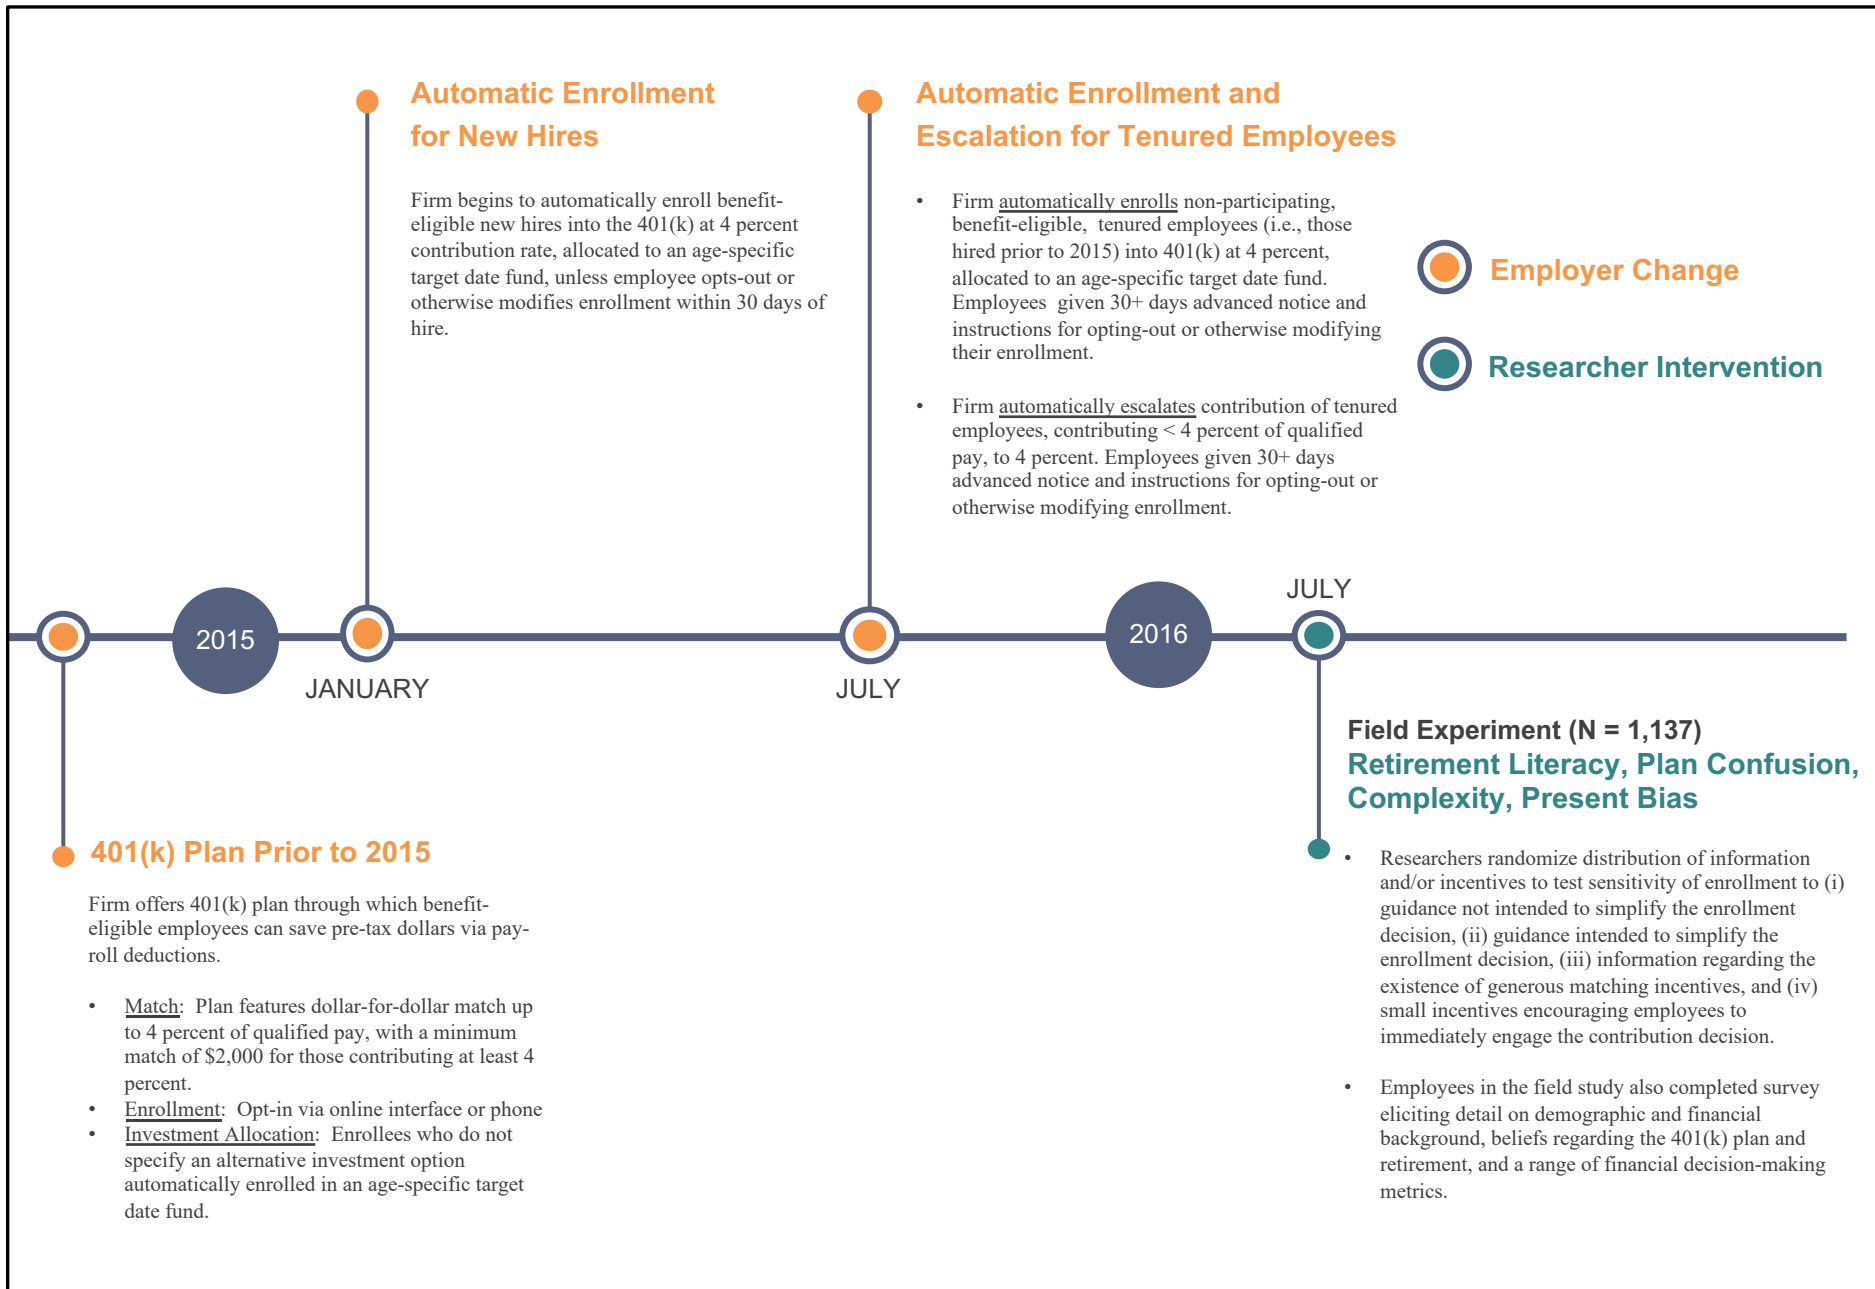 Automatic Enrollment
for New Hires
Firm begins to automatically enroll benefit-
eligible new hires into the 401(k) at 4 percent
contribution rate, allocated to an age-specific
target date fund, unless employee opts-out or
otherwise modifies enrollment within 30 days of
hire.
Automatic Enrollment and
Escalation for Tenured Employees
• Firm automatically enrolls non-participating,
benefit-eligible, tenured employees (i.e., those
hired prior to 2015) into 401(k) at 4 percent,
allocated to an age-specific target date fund.
Employees given 30+ days advanced notice and
instructions for opting-out or otherwise modifying
their enrollment.
• Firm automatically escalates contribution of tenured
employees, contributing < 4 percent of qualified
pay, to 4 percent. Employees given 30+ days
advanced notice and instructions for opting-out or
otherwise modifying enrollment.
Employer Change
Researcher Intervention
2015
JANUARY
JULY
2016
JULY
401(k) Plan Prior to 2015
Firm offers 401(k) plan through which benefit-
eligible employees can save pre-tax dollars via pay-
roll deductions.
• Match: Plan features dollar-for-dollar match up
to 4 percent of qualified pay, with a minimum
match of $2,000 for those contributing at least 4
percent.
• Enrollment: Opt-in via online interface or phone
• Investment Allocation: Enrollees who do not
specify an alternative investment option
automatically enrolled in an age-specific target
date fund.
Field Experiment (N = 1,137)
Retirement Literacy, Plan Confusion,
Complexity, Present Bias
• Researchers randomize distribution of information
and/or incentives to test sensitivity of enrollment to (i)
guidance not intended to simplify the enrollment
decision, (ii) guidance intended to simplify the
enrollment decision, (iii) information regarding the
existence of generous matching incentives, and (iv)
small incentives encouraging employees to
immediately engage the contribution decision.
• Employees in the field study also completed survey
eliciting detail on demographic and financial
background, beliefs regarding the 401(k) plan and
retirement, and a range of financial decision-making
metrics.